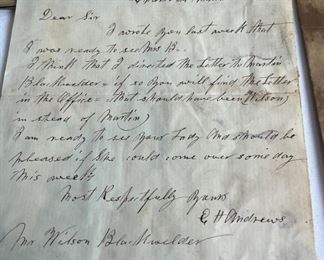 Dear Sir
I wrote you last week that
I was ready to see Mrs B.
I think that I directed the Letter to Martin
Blackwelder - if so you will find the Letter
in the Office - that should have been (Wilson)
in stead of Martin)
I am ready to see your Lady and should be
pleased if she could come over some day
this week.
Most Respectfully Yours
E H Andrews
Mr Wilson Blackwelder